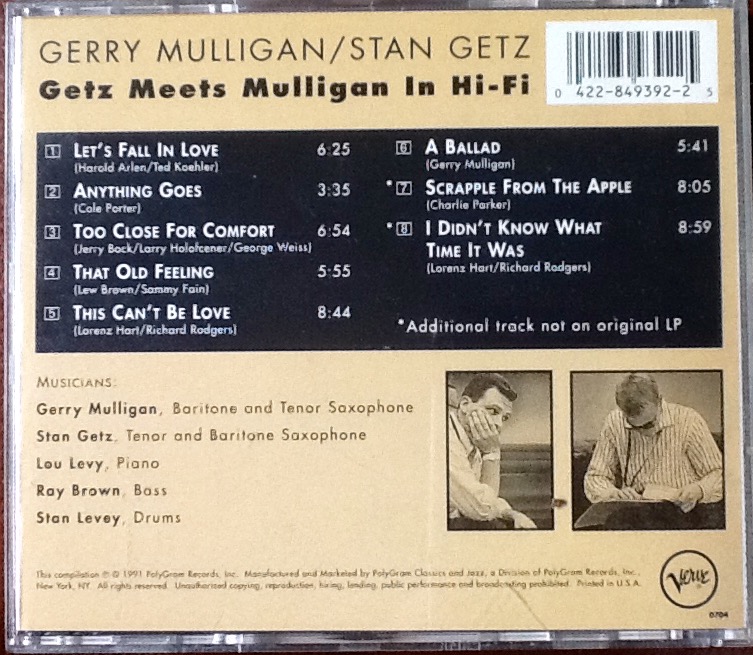 GERRY MULLIGAN/STAN GETZ
Getz Meets Mulligan In Hi-Fi
0 422-849392-2 5
1 LET'S FALL IN LOVE 6:25
(Harold Arlen/Ted Koehler)
2 ANYTHING GOES 3:35
(Cole Porter)
3 TOO CLOSE FOR COMFORT 6:54
(Jerry Bock/Larry Holofcener/George Weiss)
4 THAT OLD FEELING 5:55
(Lew Brown/Sammy Fain)
5 THIS CAN'T BE LOVE 8:44
(Lorenz Hart/Richard Rodgers)
6 A BALLAD 5:41
(Gerry Mulligan)
*7 SCRAPPLE FROM THE APPLE 8:05
(Charlie Parker)
*8 I DIDN'T KNOW WHAT 8:59
TIME IT WAS
(Lorenz Hart/Richard Rodgers)
*Additional track not on original LP
MUSICIANS:
Gerry Mulligan, Baritone and Tenor Saxophone
Stan Getz, Tenor and Baritone Saxophone
Lou Levy, Piano
Ray Brown, Bass
Stan Levey, Drums
This compilation ℗ © 1991 PolyGram Records, Inc. Manufactured and Marketed by PolyGram Classics and Jazz, a Division of PolyGram Records, Inc.,
New York, NY. All rights reserved. Unauthorized copying, reproduction, hiring, lending, public performance and broadcasting prohibited. Printed in U.S.A.
Verve
0704